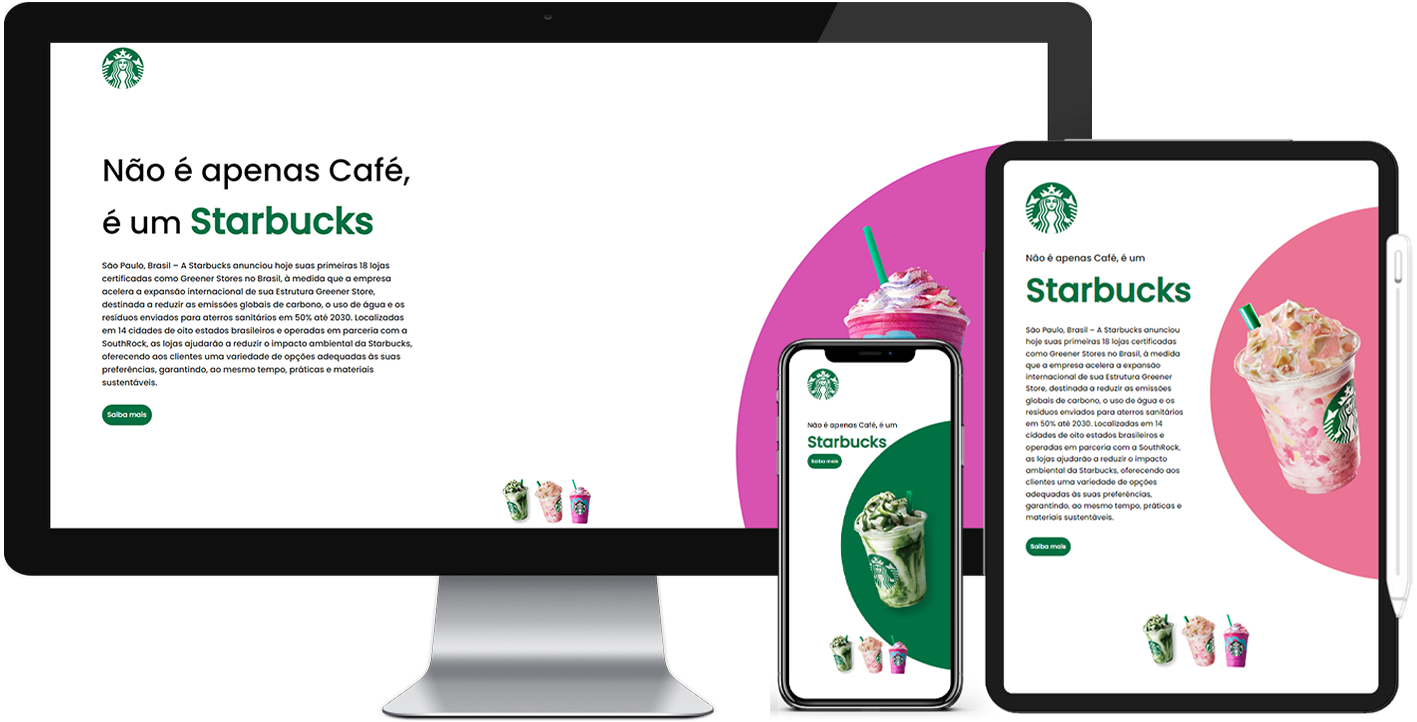 Não é apenas Café,
é um Starbucks
São Paulo, Brasil – A Starbucks anunciou hoje suas primeiras 18 lojas
certificadas como Greener Stores no Brasil, à medida que a empresa
acelera a expansão internacional de sua Estrutura Greener Store,
destinada a reduzir as emissões globais de carbono, o uso de água e os
resíduos enviados para aterros sanitários em 50% até 2030. Localizadas
em 14 cidades de oito estados brasileiros e operadas em parceria com a
SouthRock, as lojas ajudarão a reduzir o impacto ambiental da Starbucks,
oferecendo aos clientes uma variedade de opções adequadas às suas
preferências, garantindo, ao mesmo tempo, práticas e materiais
sustentáveis.
Saiba mais
Não é apenas Café, é um
Starbucks
Saiba mais
Não é apenas Café, é um
Starbucks
São Paulo, Brasil – A Starbucks anunciou
hoje suas primeiras 18 lojas certificadas
como Greener Stores no Brasil, à medida
que a empresa acelera a expansão
internacional de sua Estrutura Greener
Store, destinada a reduzir as emissões
globais de carbono, o uso de água e os
resíduos enviados para aterros sanitários
em 50% até 2030. Localizadas em 14
cidades de oito estados brasileiros e
operadas em parceria com a SouthRock,
as lojas ajudarão a reduzir o impacto
ambiental da Starbucks, oferecendo aos
clientes uma variedade de opções
adequadas às suas preferências,
garantindo, ao mesmo tempo, práticas e
materiais sustentáveis.
Saiba mais